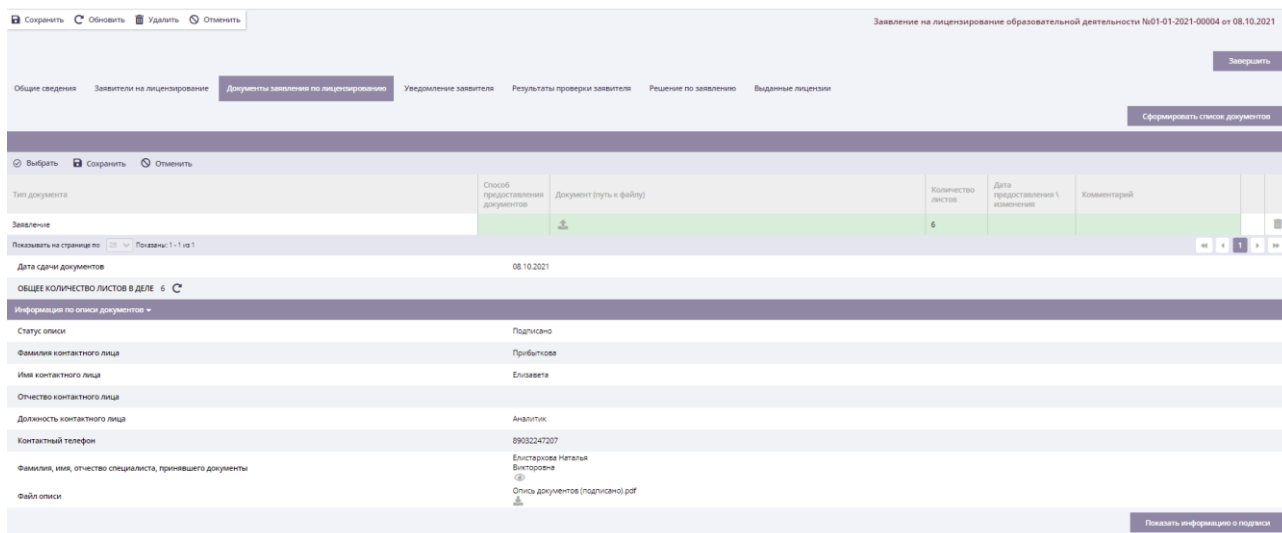 Сохранить Обновить Удалить Отменить
Заявление на лицензирование образовательной деятельности №01-01-2021-00004 от 08.10.2021
Завершить
Общие сведения Заявители на лицензирование Документы заявления по лицензированию Уведомление заявителя Результаты проверки заявителя Решение по заявлению Выданные лицензии
Сформировать список документов
Выбрать Сохранить Отменить
Тип документа
Способ
предоставления
документов
Документ (путь к файлу)
Количество
листов
Дата
предоставления \
изменения
Комментарий
Заявление 6
Показывать на странице по 25 Показаны: 1 - 1 из 1
1
Дата сдачи документов 08.10.2021
ОБЩЕЕ КОЛИЧЕСТВО ЛИСТОВ В ДЕЛЕ 6
Информация по описи документов
Статус описи Подписано
Фамилия контактного лица Прибыткова
Имя контактного лица Елизавета
Отчество контактного лица
Должность контактного лица Аналитик
Контактный телефон 89032247207
Фамилия, имя, отчество специалиста, принявшего документы
Елистархова Наталья
Викторовна
Файл описи Опись документов (подписано).pdf
Показать информацию о подписи